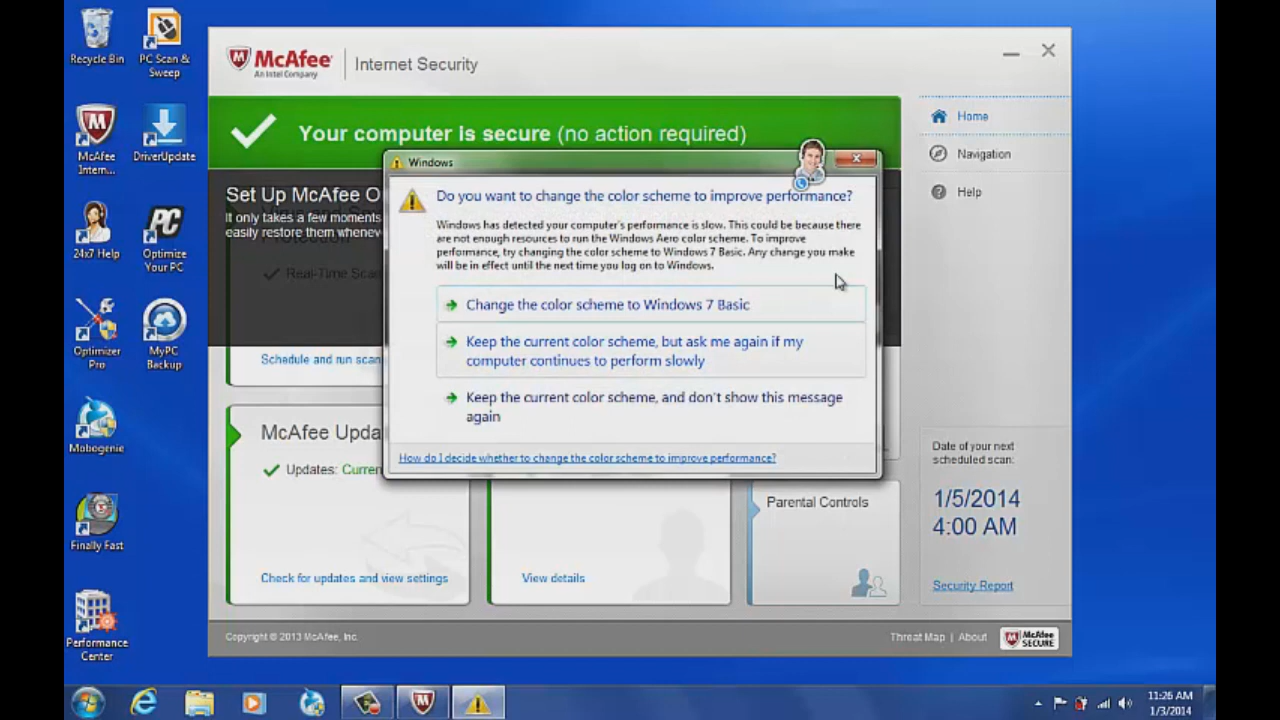 Recycle Bin
PC Scan &
Sweep
McAfee
Intern...
DriverUpdate
24x7 Help
Optimize
Your PC
Optimizer
Pro
MyPC
Backup
Mobogenie
Finally Fast
Performance
Center
McAfee
An Intel Company
Internet Security
Your computer is secure (no action required)
Home
Navigation
Help
Set Up McAfee O
It only takes a few moments
easily restore them wheneve
Protection
Real-Time Scan
Schedule and run scan
Windows
Do you want to change the color scheme to improve performance?
Windows has detected your computer's performance is slow. This could be because there
are not enough resources to run the Windows Aero color scheme. To improve
performance, try changing the color scheme to Windows 7 Basic. Any change you make
will be in effect until the next time you log on to Windows.
Change the color scheme to Windows 7 Basic
Keep the current color scheme, but ask me again if my
computer continues to perform slowly
Keep the current color scheme, and don't show this message
again
How do I decide whether to change the color scheme to improve performance?
McAfee Upda
Updates: Curren
Check for updates and view settings
View details
Parental Controls
Date of your next
scheduled scan:
1/5/2014
4:00 AM
Security Report
Copyright © 2013 McAfee, Inc.
Threat Map | About
McAfee
SECURE
11:26 AM
1/3/2014